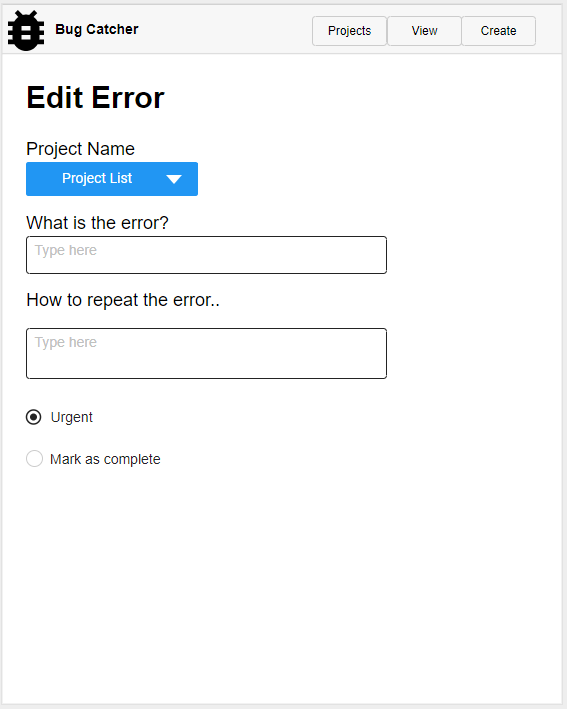 Bug Catcher
Projects
View
Create
Edit Error
Project Name
Project List
What is the error?
Type here
How to repeat the error..
Type here
Urgent
Mark as complete